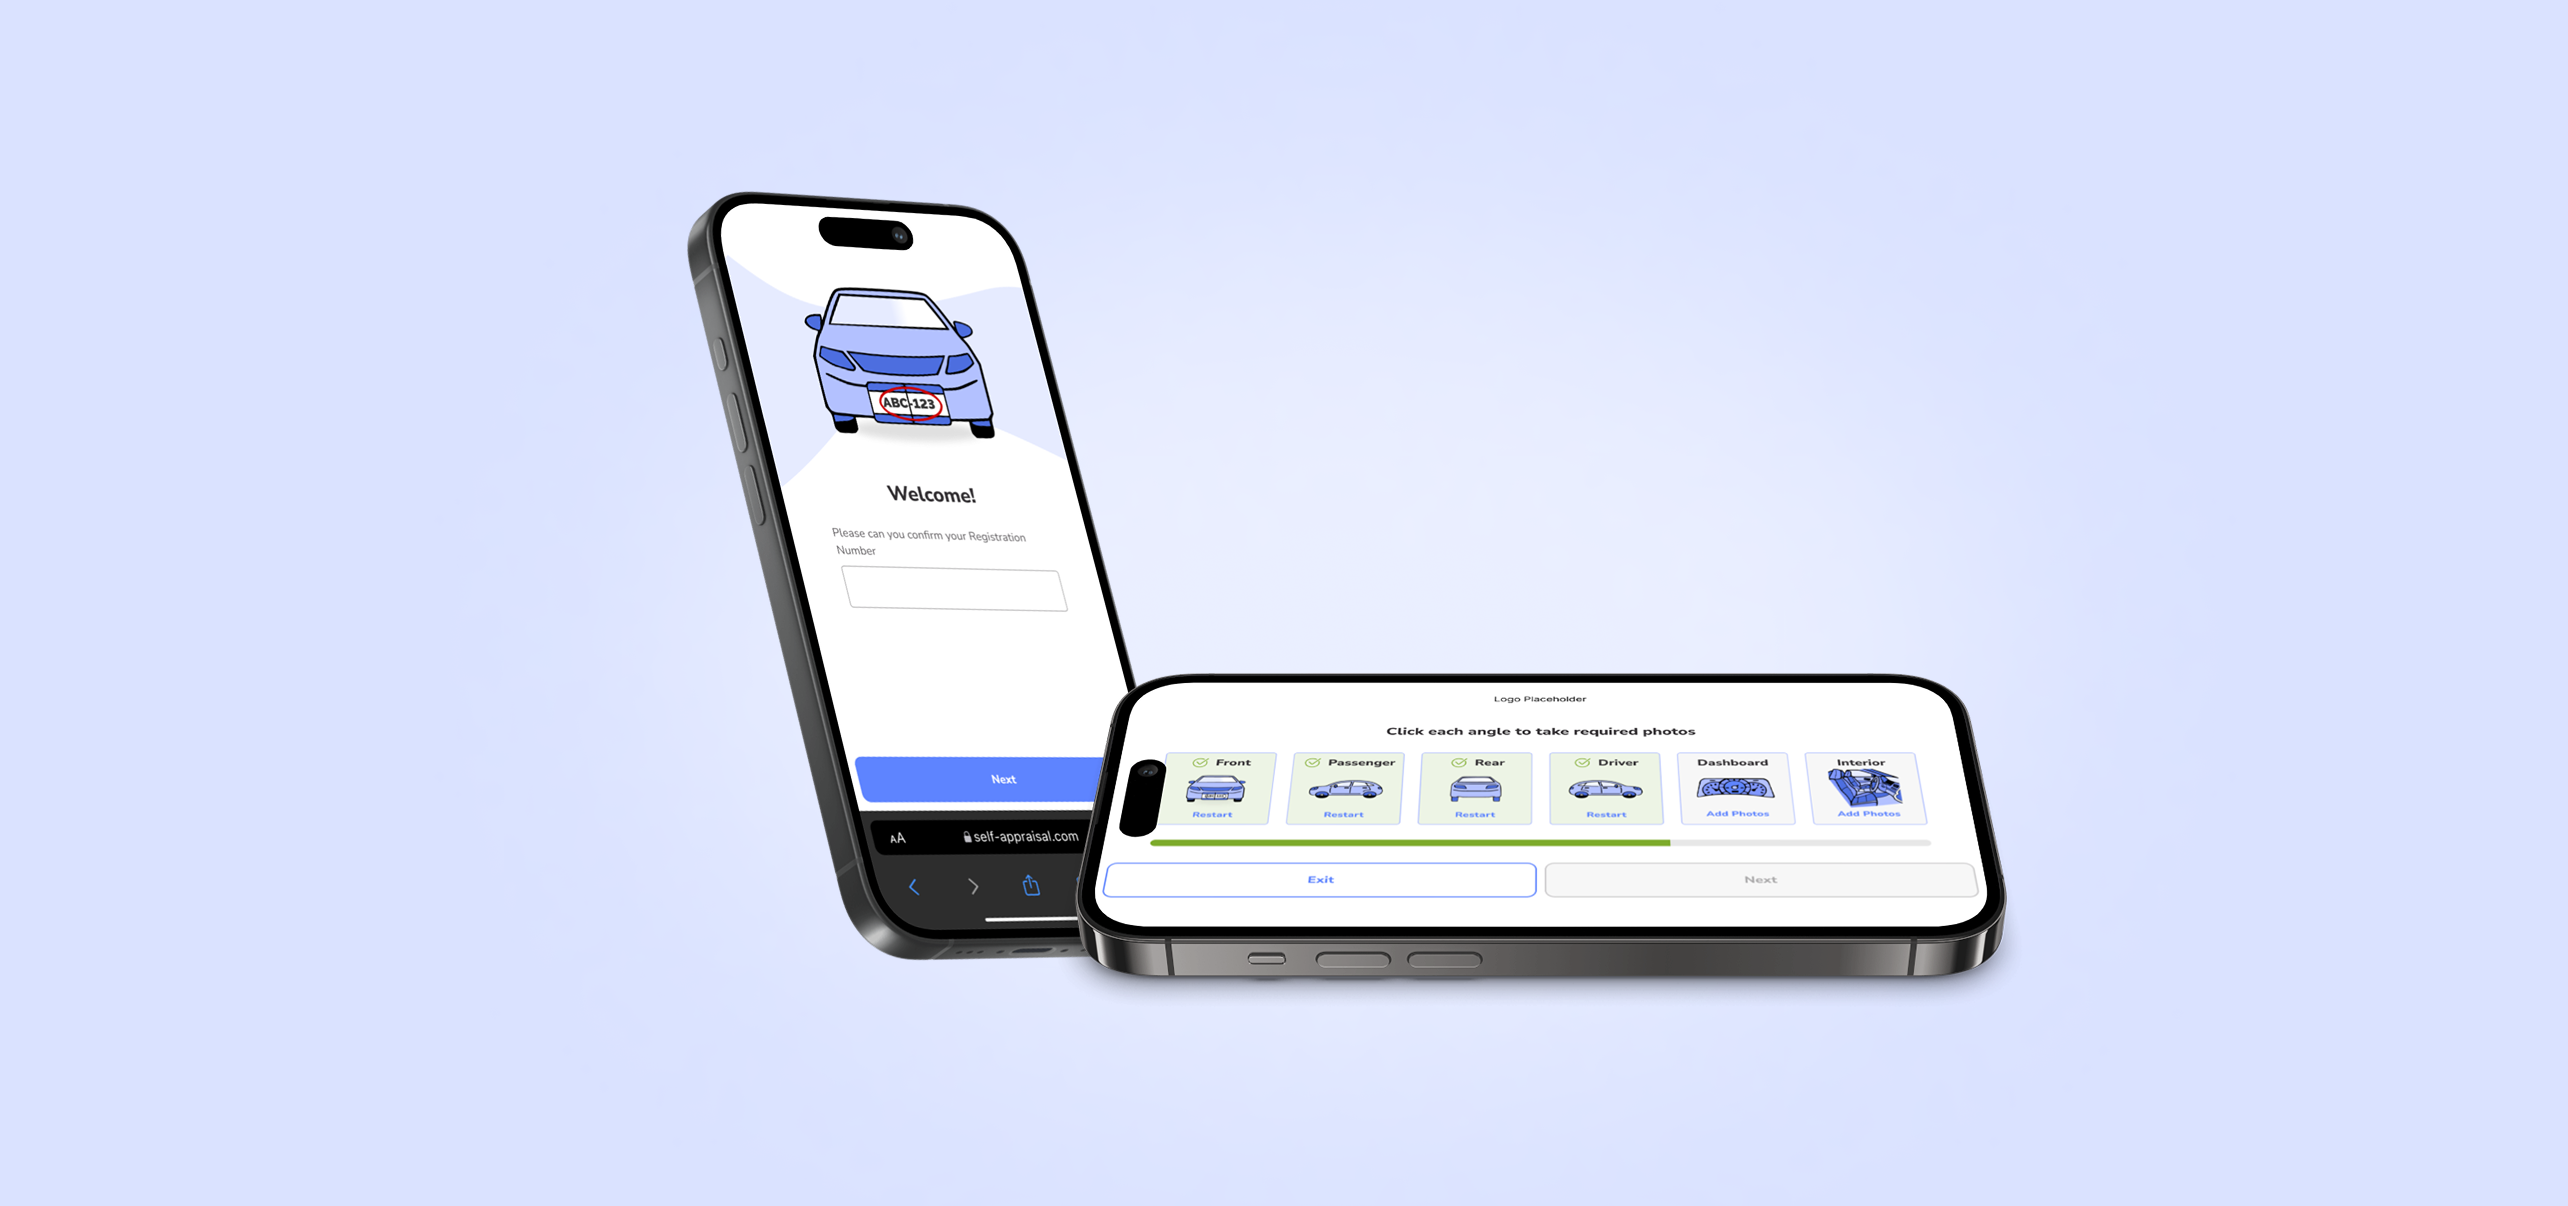 ABC-123
Welcome!
Please can you confirm your Registration
Number
Next
AA
self-appraisal.com
Logo Placeholder
Click each angle to take required photos
Front
Passenger
Rear
Driver
Dashboard
Interior
Restart
Restart
Restart
Restart
Add Photos
Add Photos
Exit
Next